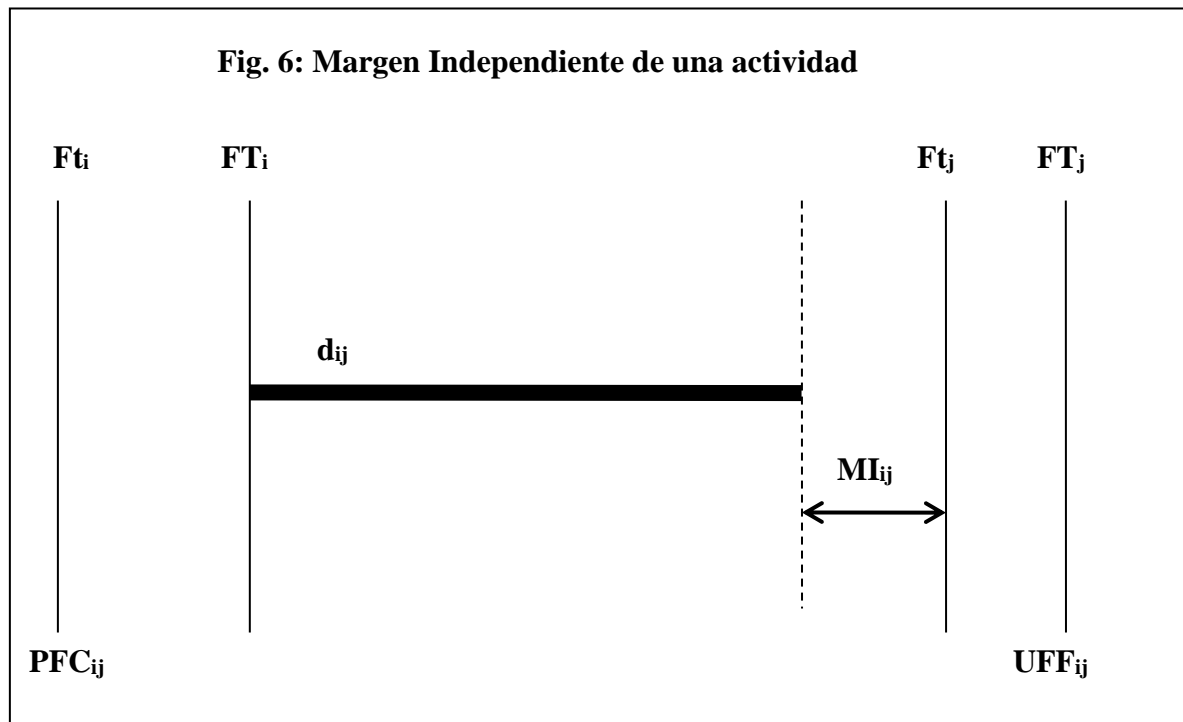 Fig. 6: Margen Independiente de una actividad
Ftᵢ FTᵢ Ftⱼ FTⱼ
dᵢⱼ
MIᵢⱼ
PFCᵢⱼ UFFᵢⱼ